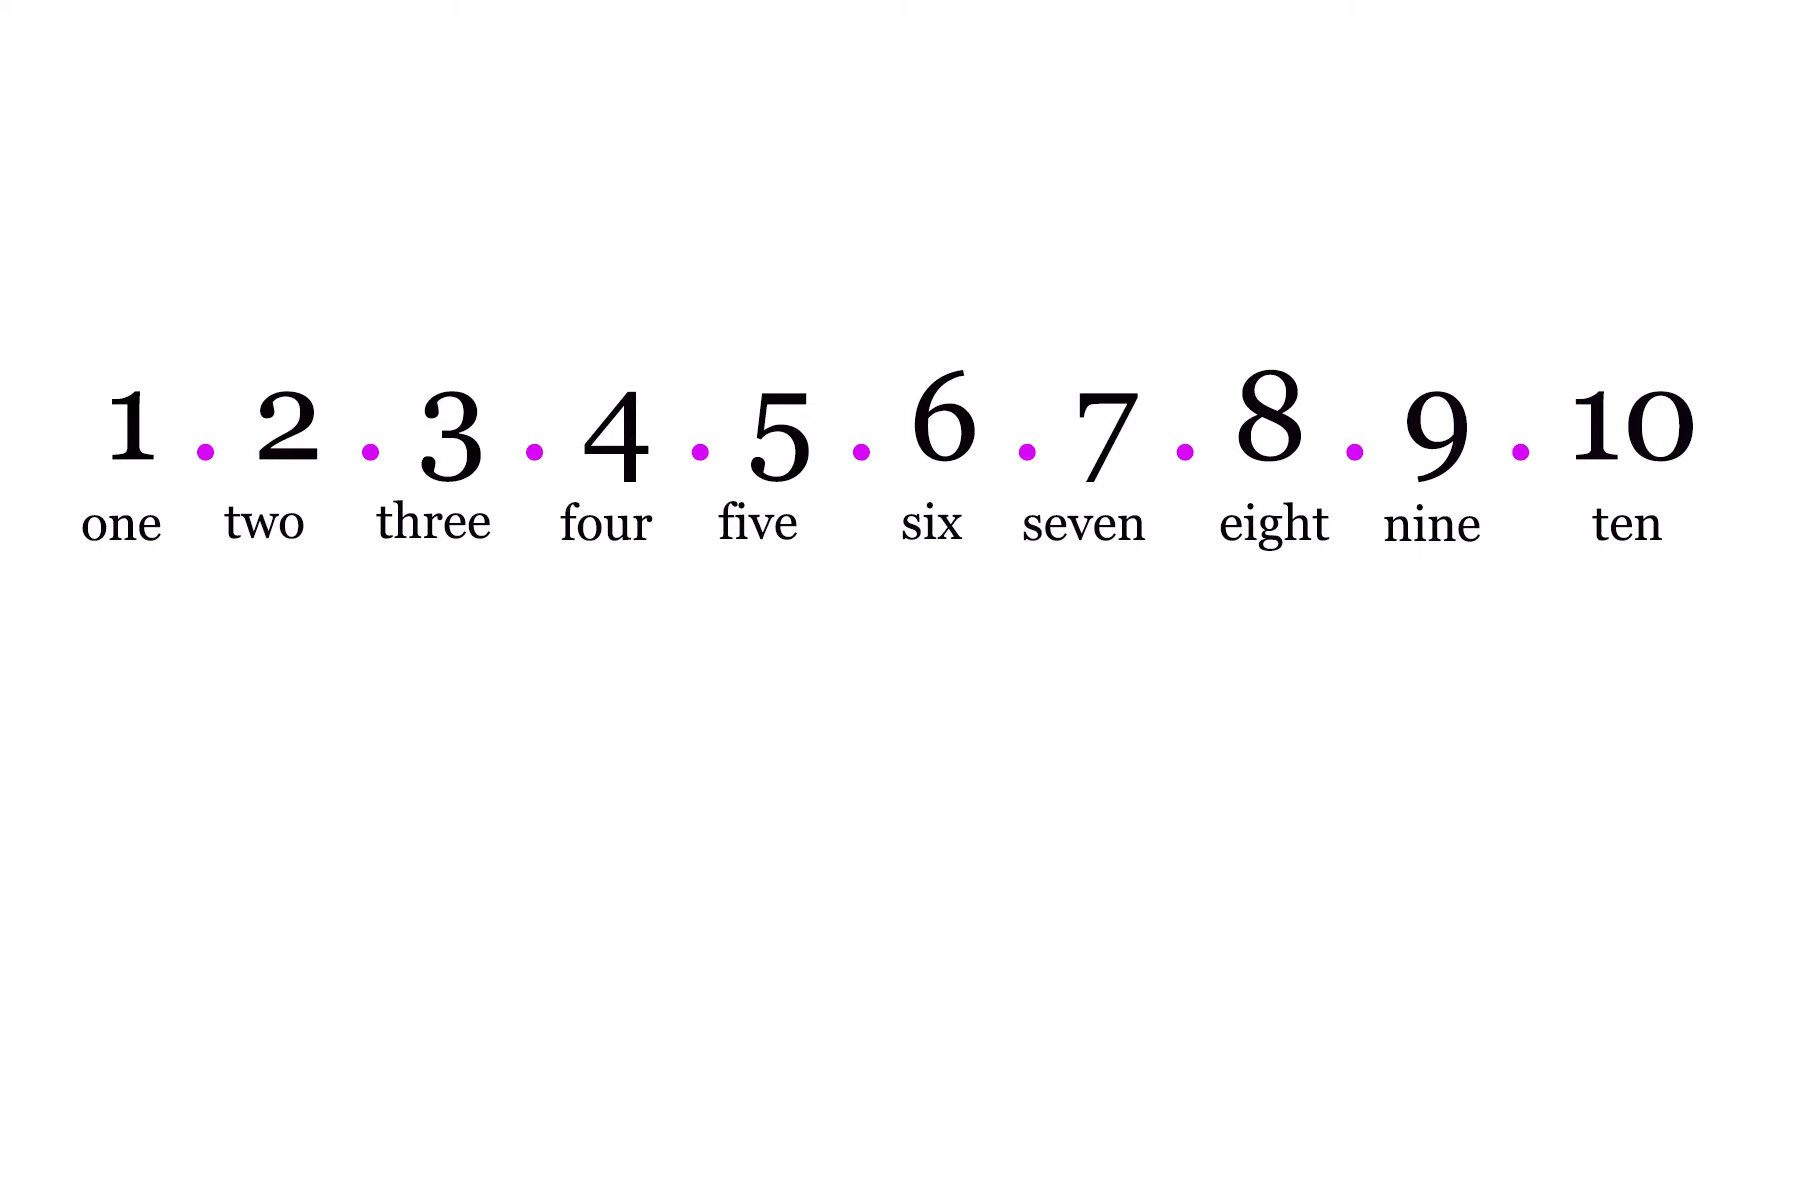 1 . 2 . 3 . 4 . 5 . 6 . 7 . 8 . 9 . 10
one two three four five six seven eight nine ten